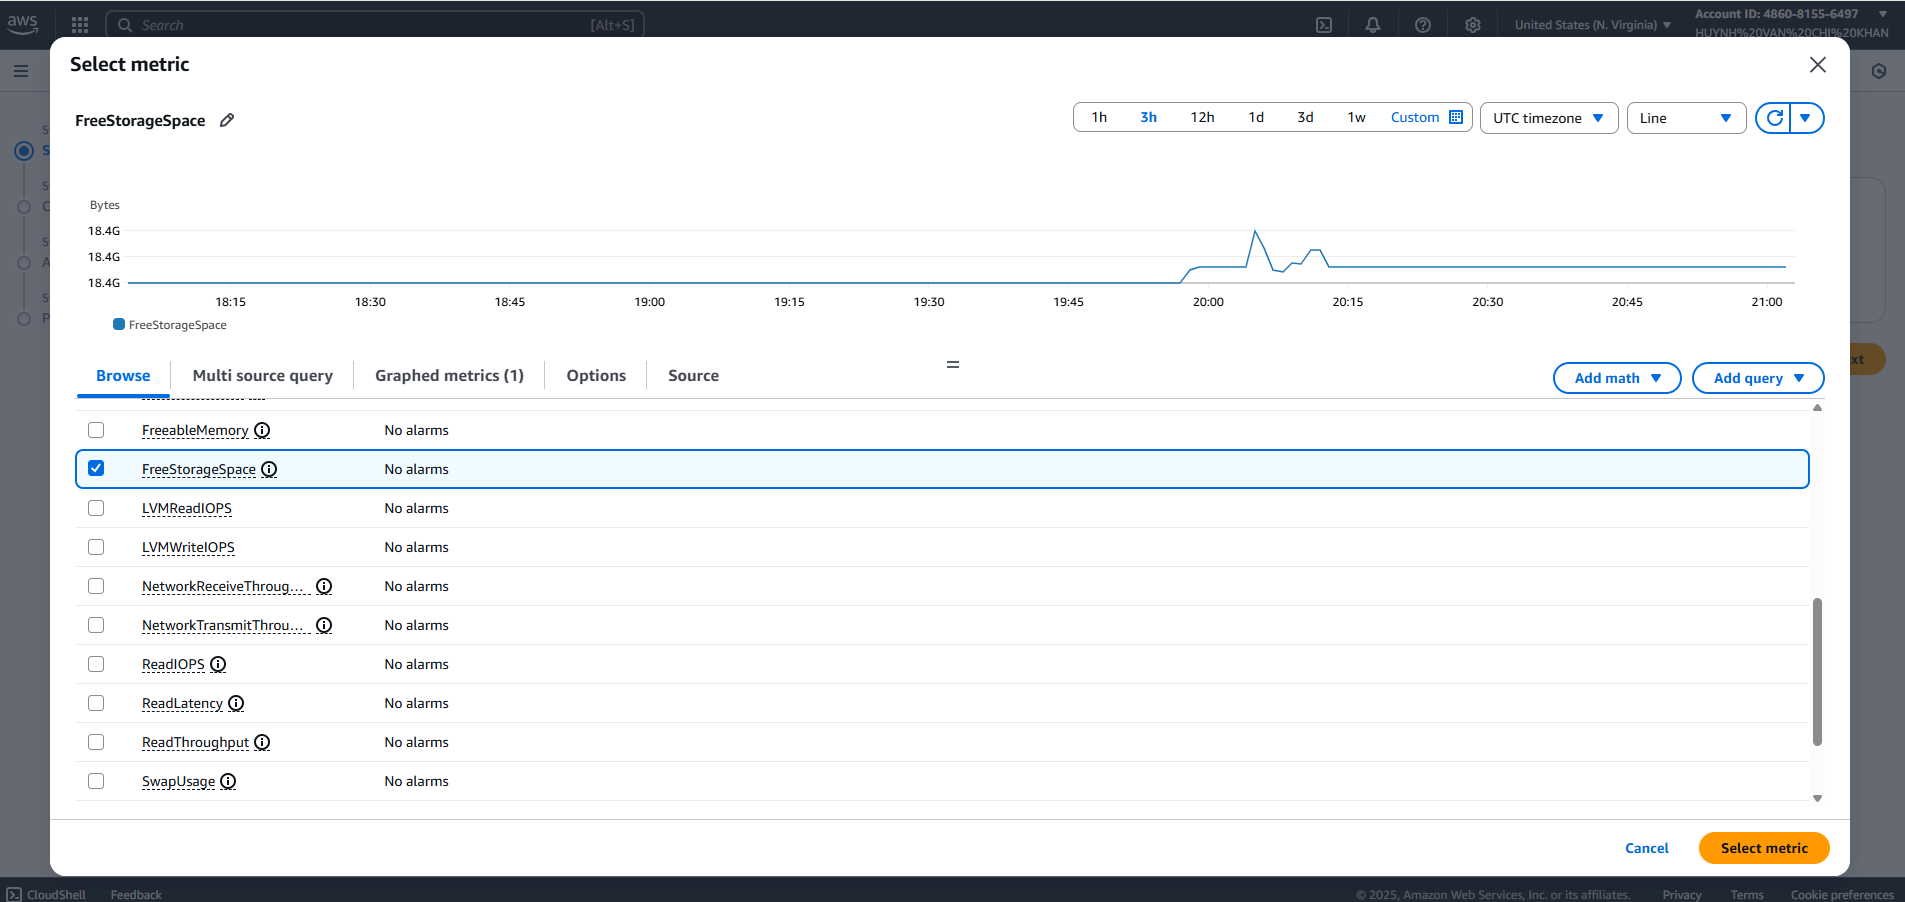 aws
Search [Alt+S]
United States (N. Virginia)
Account ID: 4860-8155-6497
HUYNH%20VAN%20CHI%20KHAN
Select metric
FreeStorageSpace
1h 3h 12h 1d 3d 1w Custom UTC timezone Line
Bytes
18.4G
18.4G
18.4G
18:15 18:30 18:45 19:00 19:15 19:30 19:45 20:00 20:15 20:30 20:45 21:00
FreeStorageSpace
Browse Multi source query Graphed metrics (1) Options Source Add math Add query
FreeableMemory No alarms
FreeStorageSpace No alarms
LVMReadIOPS No alarms
LVMWriteIOPS No alarms
NetworkReceiveThroug... No alarms
NetworkTransmitThrou... No alarms
ReadIOPS No alarms
ReadLatency No alarms
ReadThroughput No alarms
SwapUsage No alarms
Cancel Select metric
CloudShell Feedback © 2025, Amazon Web Services, Inc. or its affiliates. Privacy Terms Cookie preferences